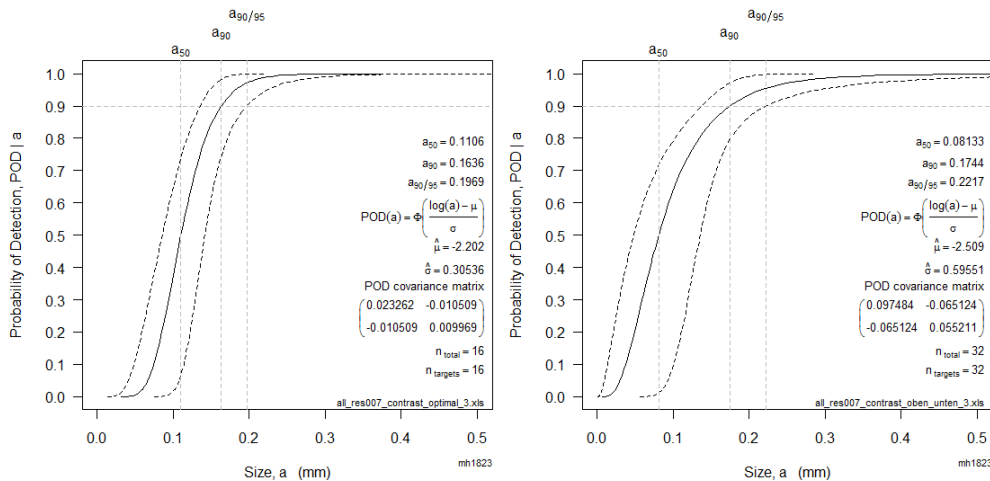 a90/95
a90
a50
Probability of Detection, POD | a
1.0
0.9
0.8
0.7
0.6
0.5
0.4
0.3
0.2
0.1
0.0
a50 = 0.1106
a90 = 0.1636
a90/95 = 0.1969
POD(a) = Φ( (log(a) − μ) / σ )
μ̂ = -2.202
σ̂ = 0.30536
POD covariance matrix
0.023262 -0.010509
-0.010509 0.009969
n total = 16
n targets = 16
all_res007_contrast_optimal_3.xls
0.0 0.1 0.2 0.3 0.4 0.5
mh1823
Size, a (mm)
a90/95
a90
a50
Probability of Detection, POD | a
1.0
0.9
0.8
0.7
0.6
0.5
0.4
0.3
0.2
0.1
0.0
a50 = 0.08133
a90 = 0.1744
a90/95 = 0.2217
POD(a) = Φ( (log(a) − μ) / σ )
μ̂ = -2.509
σ̂ = 0.59551
POD covariance matrix
0.097484 -0.065124
-0.065124 0.055211
n total = 32
n targets = 32
all_res007_contrast_oben_unten_3.xls
0.0 0.1 0.2 0.3 0.4 0.5
mh1823
Size, a (mm)